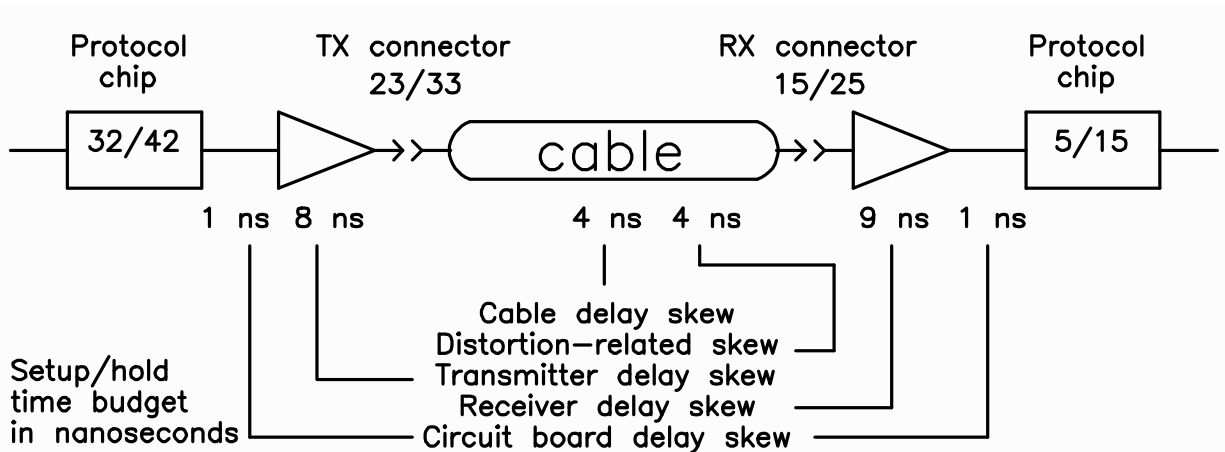 Protocol chip
TX connector
23/33
RX connector
15/25
Protocol chip
32/42
cable
5/15
1 ns 8 ns 4 ns 4 ns 9 ns 1 ns
Cable delay skew
Distortion-related skew
Transmitter delay skew
Receiver delay skew
Circuit board delay skew
Setup/hold
time budget
in nanoseconds